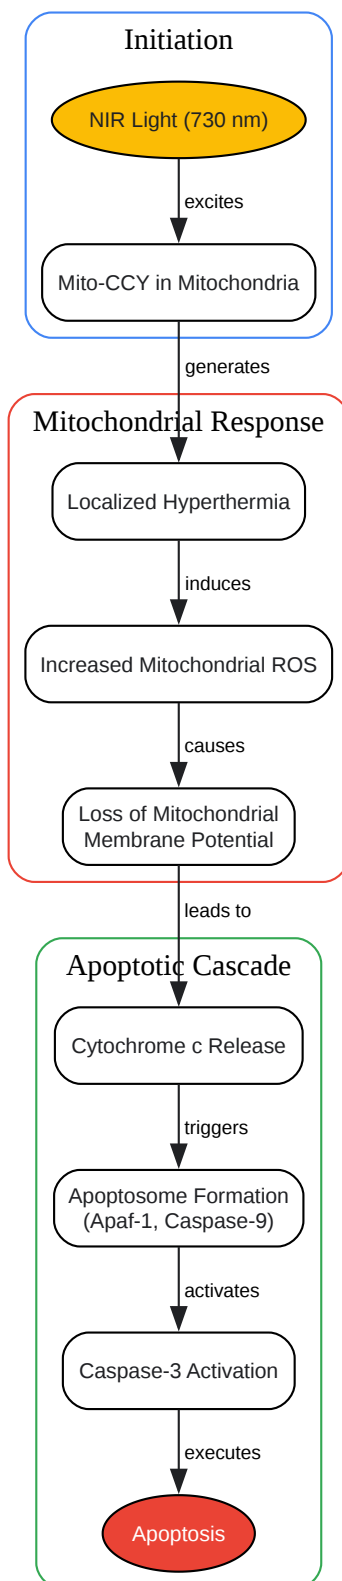 Initiation
NIR Light (730 nm)
excites
Mito-CCY in Mitochondria
generates
Mitochondrial Response
Localized Hyperthermia
induces
Increased Mitochondrial ROS
causes
Loss of Mitochondrial
Membrane Potential
leads to
Apoptotic Cascade
Cytochrome c Release
triggers
Apoptosome Formation
(Apaf-1, Caspase-9)
activates
Caspase-3 Activation
executes
Apoptosis